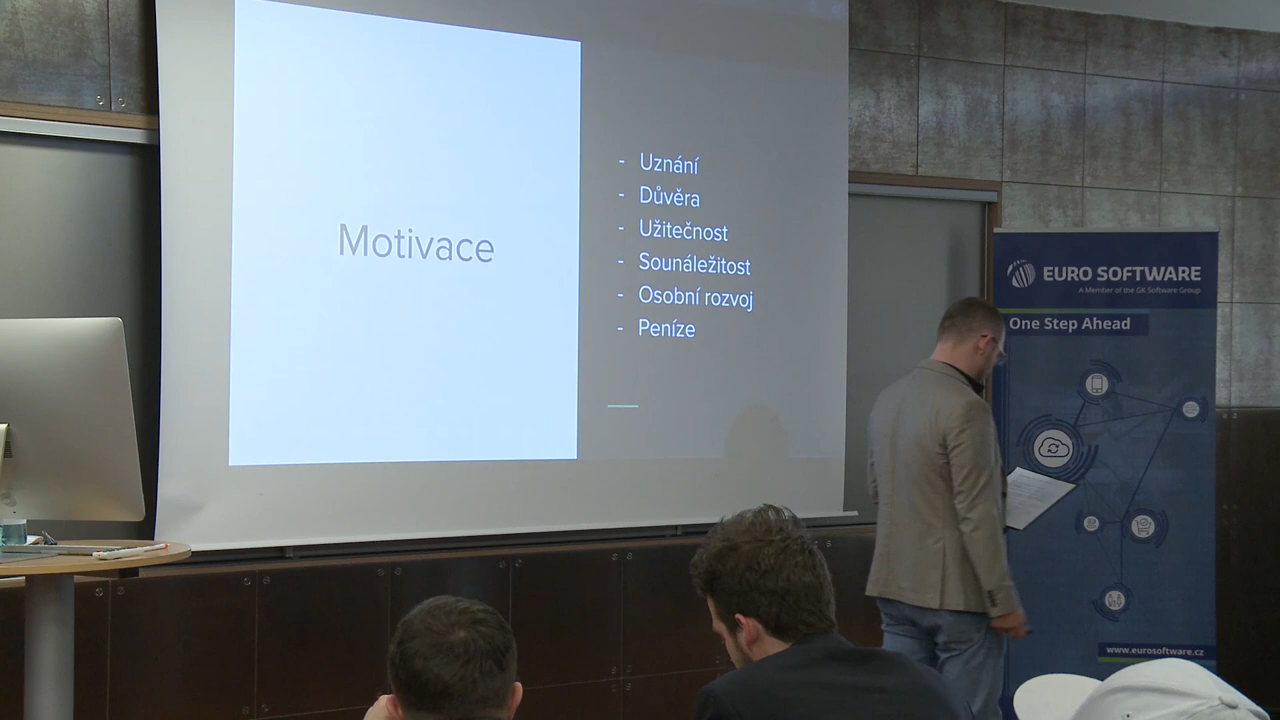 Motivace
- Uznání
- Důvěra
- Užitečnost
- Sounáležitost
- Osobní rozvoj
- Peníze
EURO SOFTWARE
A Member of the GK Software Group
One Step Ahead
www.eurosoftware.cz